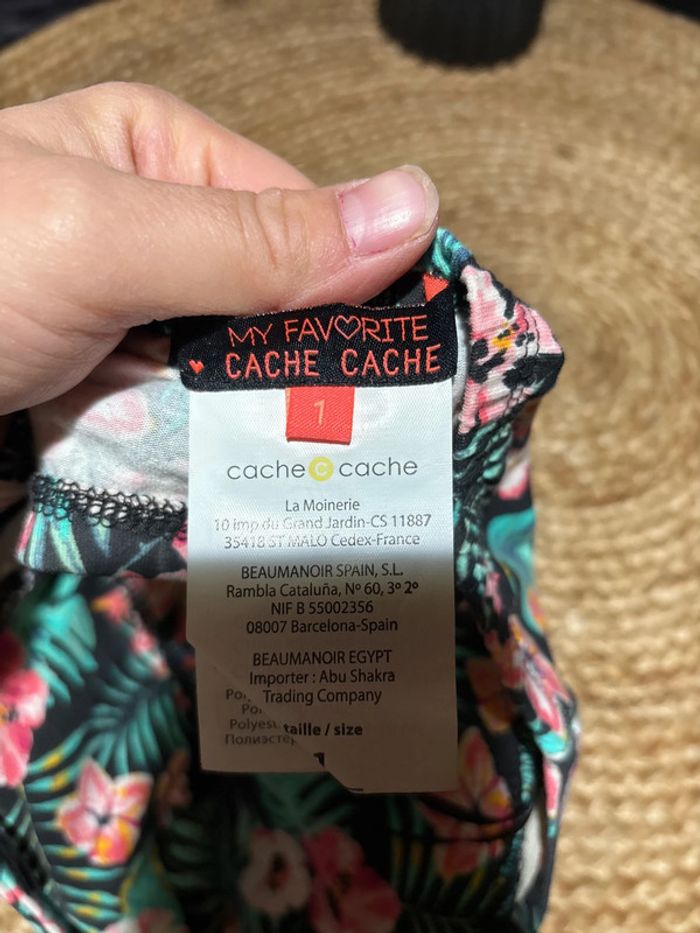 MY FAVORITE
CACHE CACHE
1
cache c cache
La Moinerie
10 imp du Grand Jardin-CS 11887
35418 ST MALO Cedex-France
BEAUMANOIR SPAIN, S.L.
Rambla Cataluña, Nº 60, 3º 2º
NIF B 55002356
08007 Barcelona-Spain
BEAUMANOIR EGYPT
Importer : Abu Shakra
Trading Company
taille / size